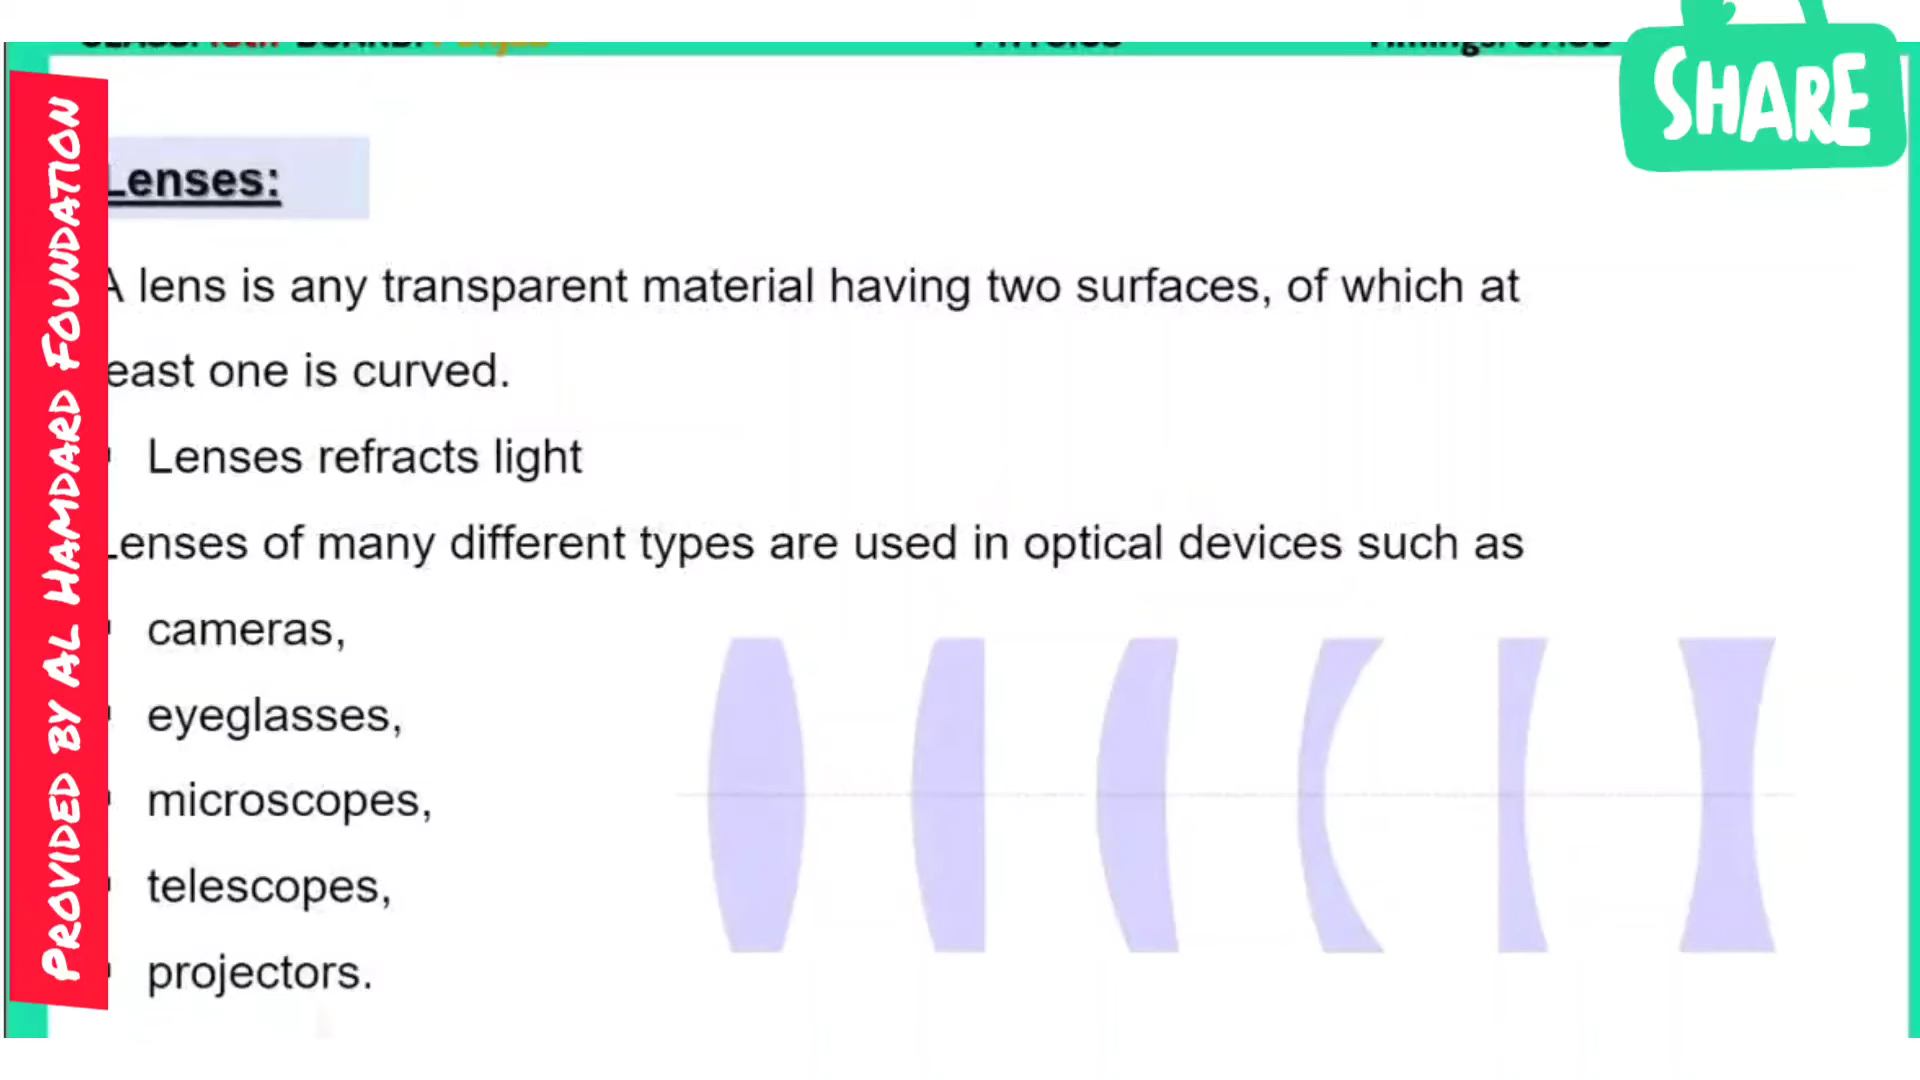 SHARE
Lenses:
A lens is any transparent material having two surfaces, of which at
east one is curved.
Lenses refracts light
Lenses of many different types are used in optical devices such as
cameras,
eyeglasses,
microscopes,
telescopes,
projectors.
PROVIDED BY AL HAMDARD FOUNDATION